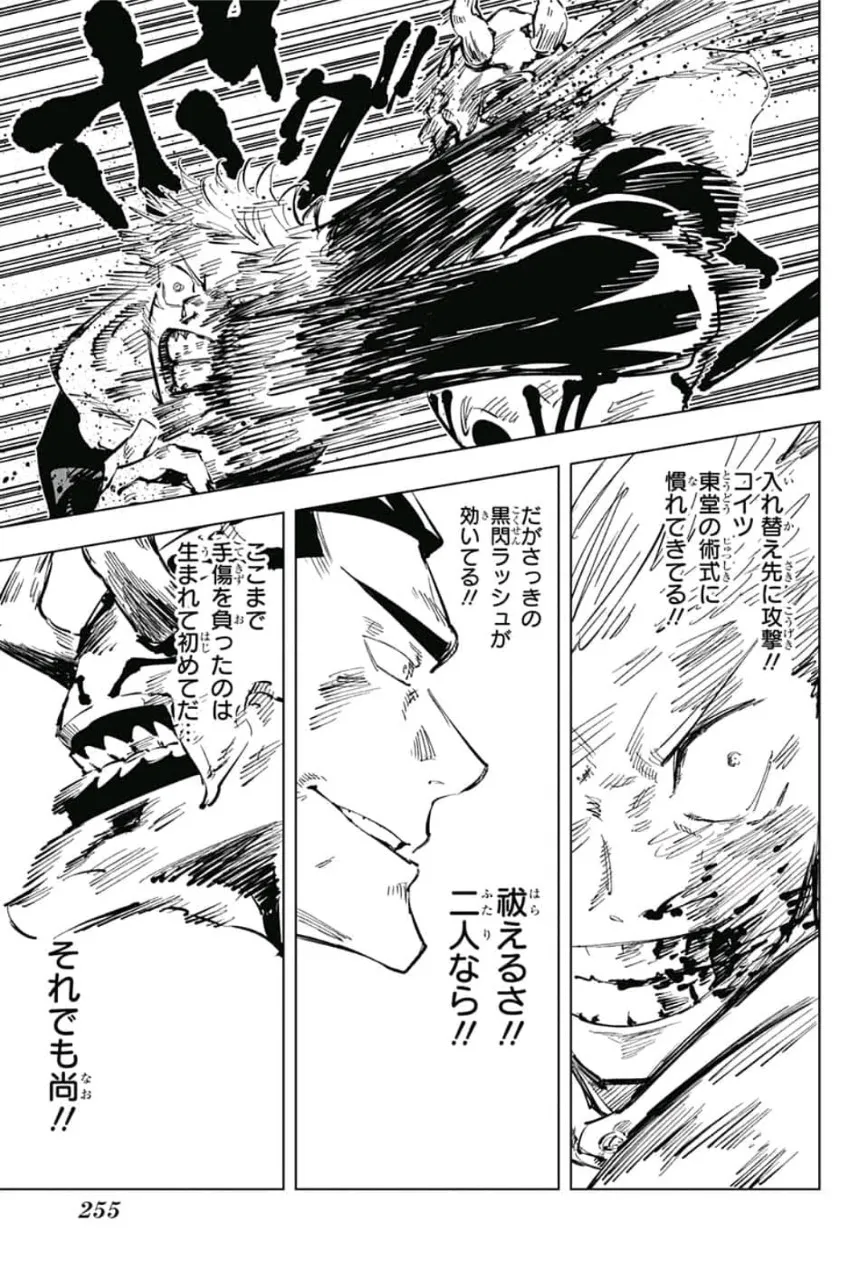 ボグッ
入れ替え先に攻撃!!
コイツ
東堂の術式に
慣れてきてる!!
だがさっきの
黒閃ラッシュが
効いてる!!
祓えるさ!!
二人なら!!
ここまで
手傷を負ったのは
生まれて初めてだ…
それでも尚!!
255